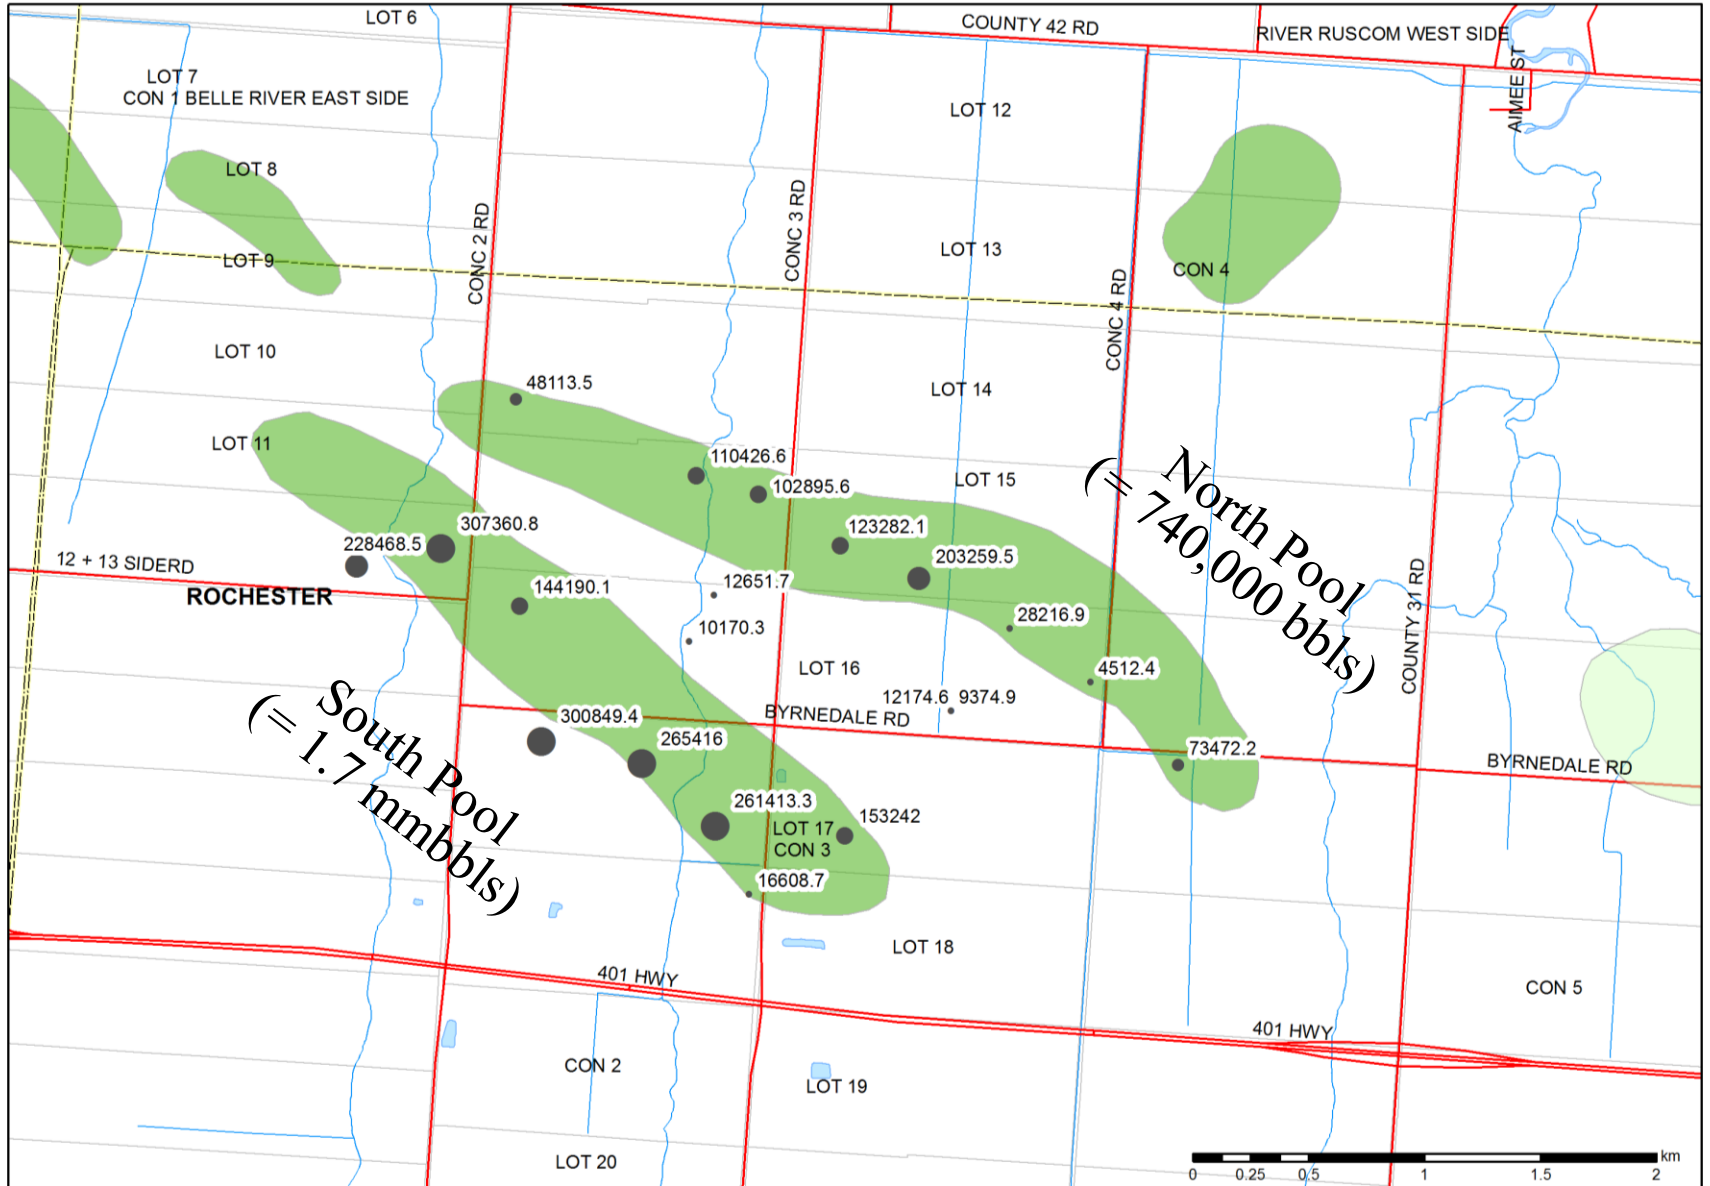 LOT 6
COUNTY 42 RD
RIVER RUSCOM WEST SIDE
AIMEE ST
LOT 7
CON 1 BELLE RIVER EAST SIDE
LOT 12
LOT 8
CONC 2 RD
CONC 3 RD
LOT 13
LOT 9
CON 4
CONC 4 RD
LOT 10
48113.5
LOT 14
LOT 11
110426.6
102895.6
LOT 15
North Pool
(= 740,000 bbls)
307360.8
228468.5
123282.1
203259.5
12 + 13 SIDERD
ROCHESTER
144190.1
12651.7
10170.3
28216.9
COUNTY 31 RD
LOT 16
4512.4
12174.6
9374.9
South Pool
(= 1.7 mmbbls)
300849.4
BYRNEDALE RD
265416
73472.2
BYRNEDALE RD
261413.3
153242
LOT 17
CON 3
16608.7
LOT 18
401 HWY
CON 5
401 HWY
CON 2
LOT 19
LOT 20
km
0 0.25 0.5 1 1.5 2